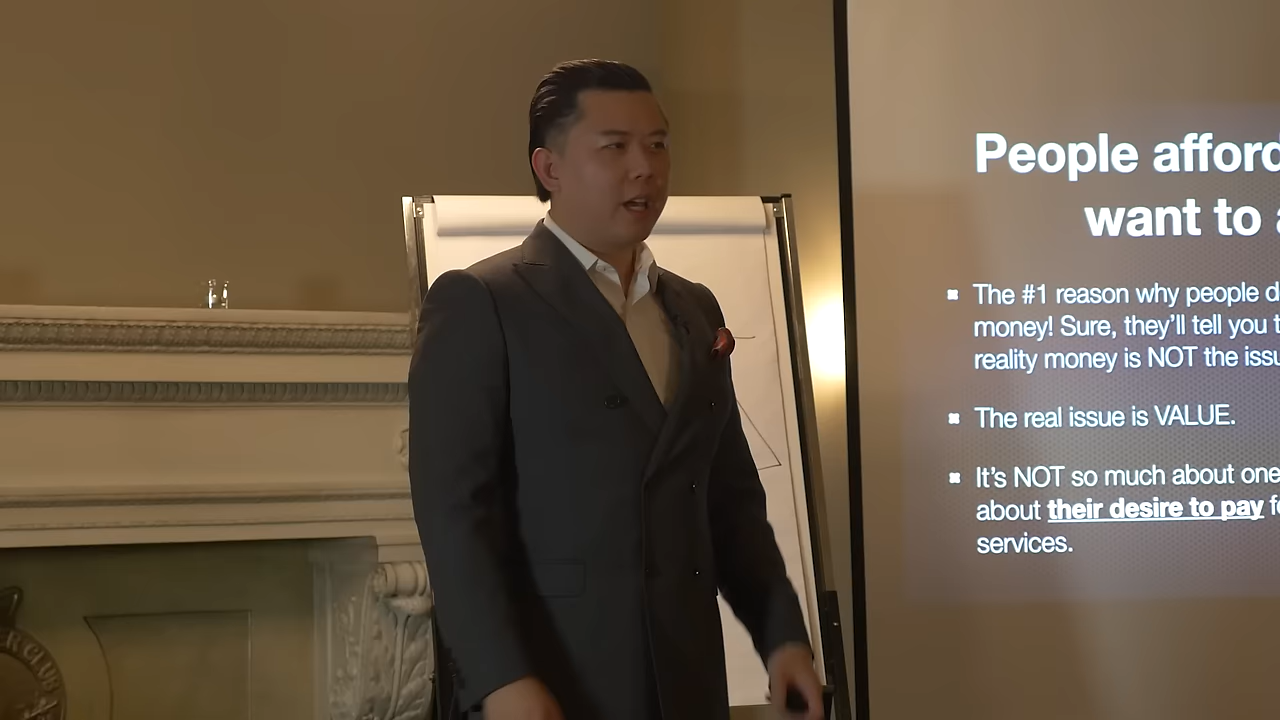 People afford
want to
The #1 reason why people d
money! Sure, they'll tell you t
reality money is NOT the issu
The real issue is VALUE.
It's NOT so much about one
about their desire to pay f
services.
CLUB